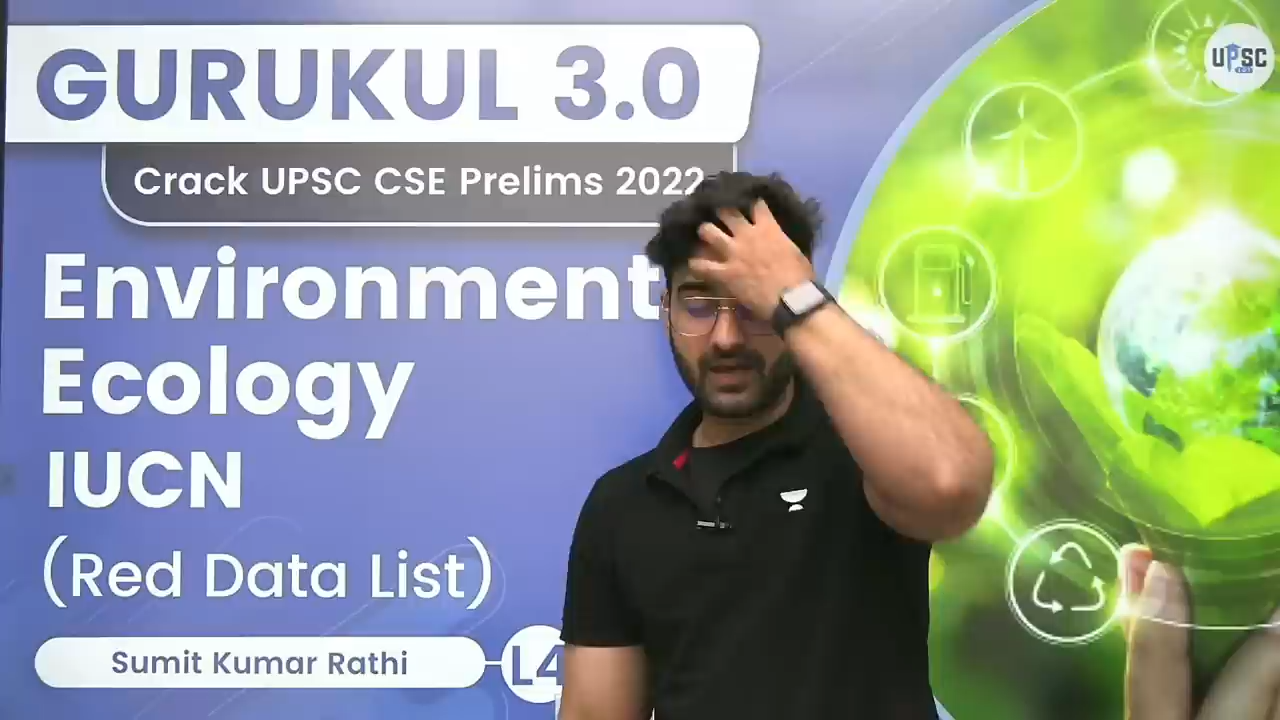 GURUKUL 3.0
UPSC
Crack UPSC CSE Prelims 2022
Environment
Ecology
IUCN
(Red Data List)
Sumit Kumar Rathi
L4